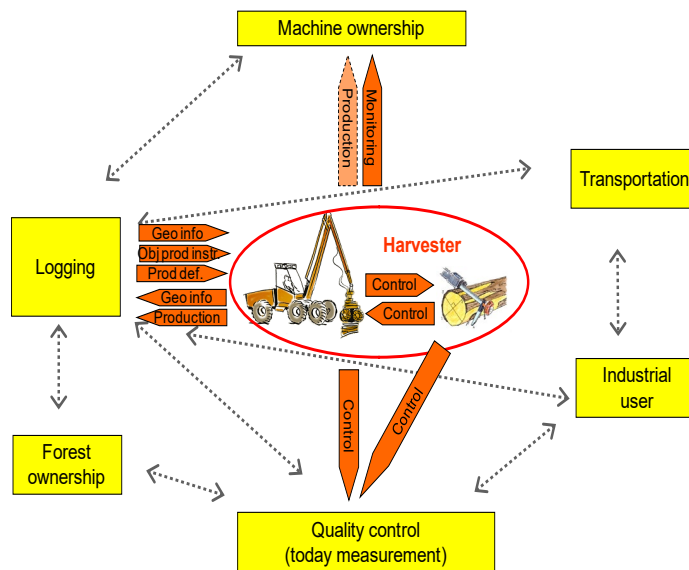 Machine ownership
Production
Monitoring
Transportation
Logging
Geo info
Obj prod instr
Prod def.
Geo info
Production
Harvester
Control
Control
Control
Control
Industrial
user
Forest
ownership
Quality control
(today measurement)